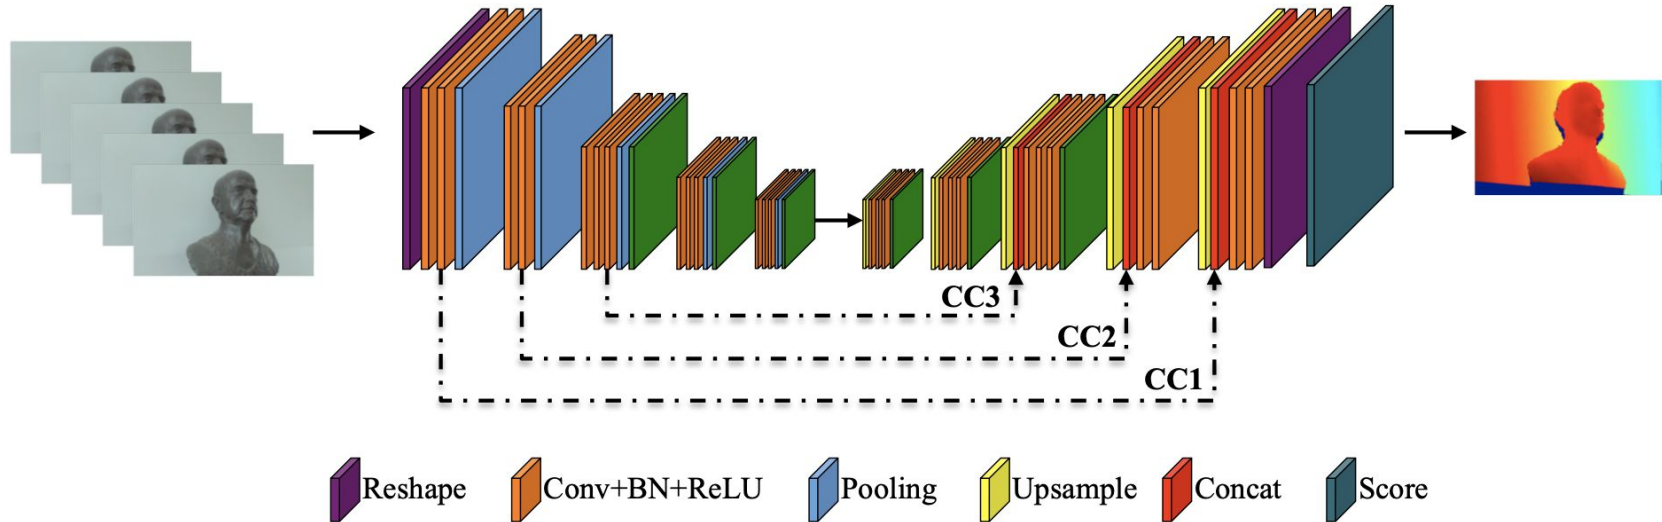 CC3
CC2
CC1
Reshape Conv+BN+ReLU Pooling Upsample Concat Score